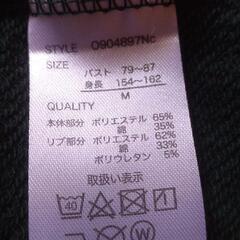 STYLE 0904897Nc
SIZE
バスト 79~87
身長 154~162
M
QUALITY
本体部分 ポリエステル 65%
綿 35%
リブ部分 ポリエステル 62%
綿 33%
ポリウレタン 5%
取扱い表示
40
W